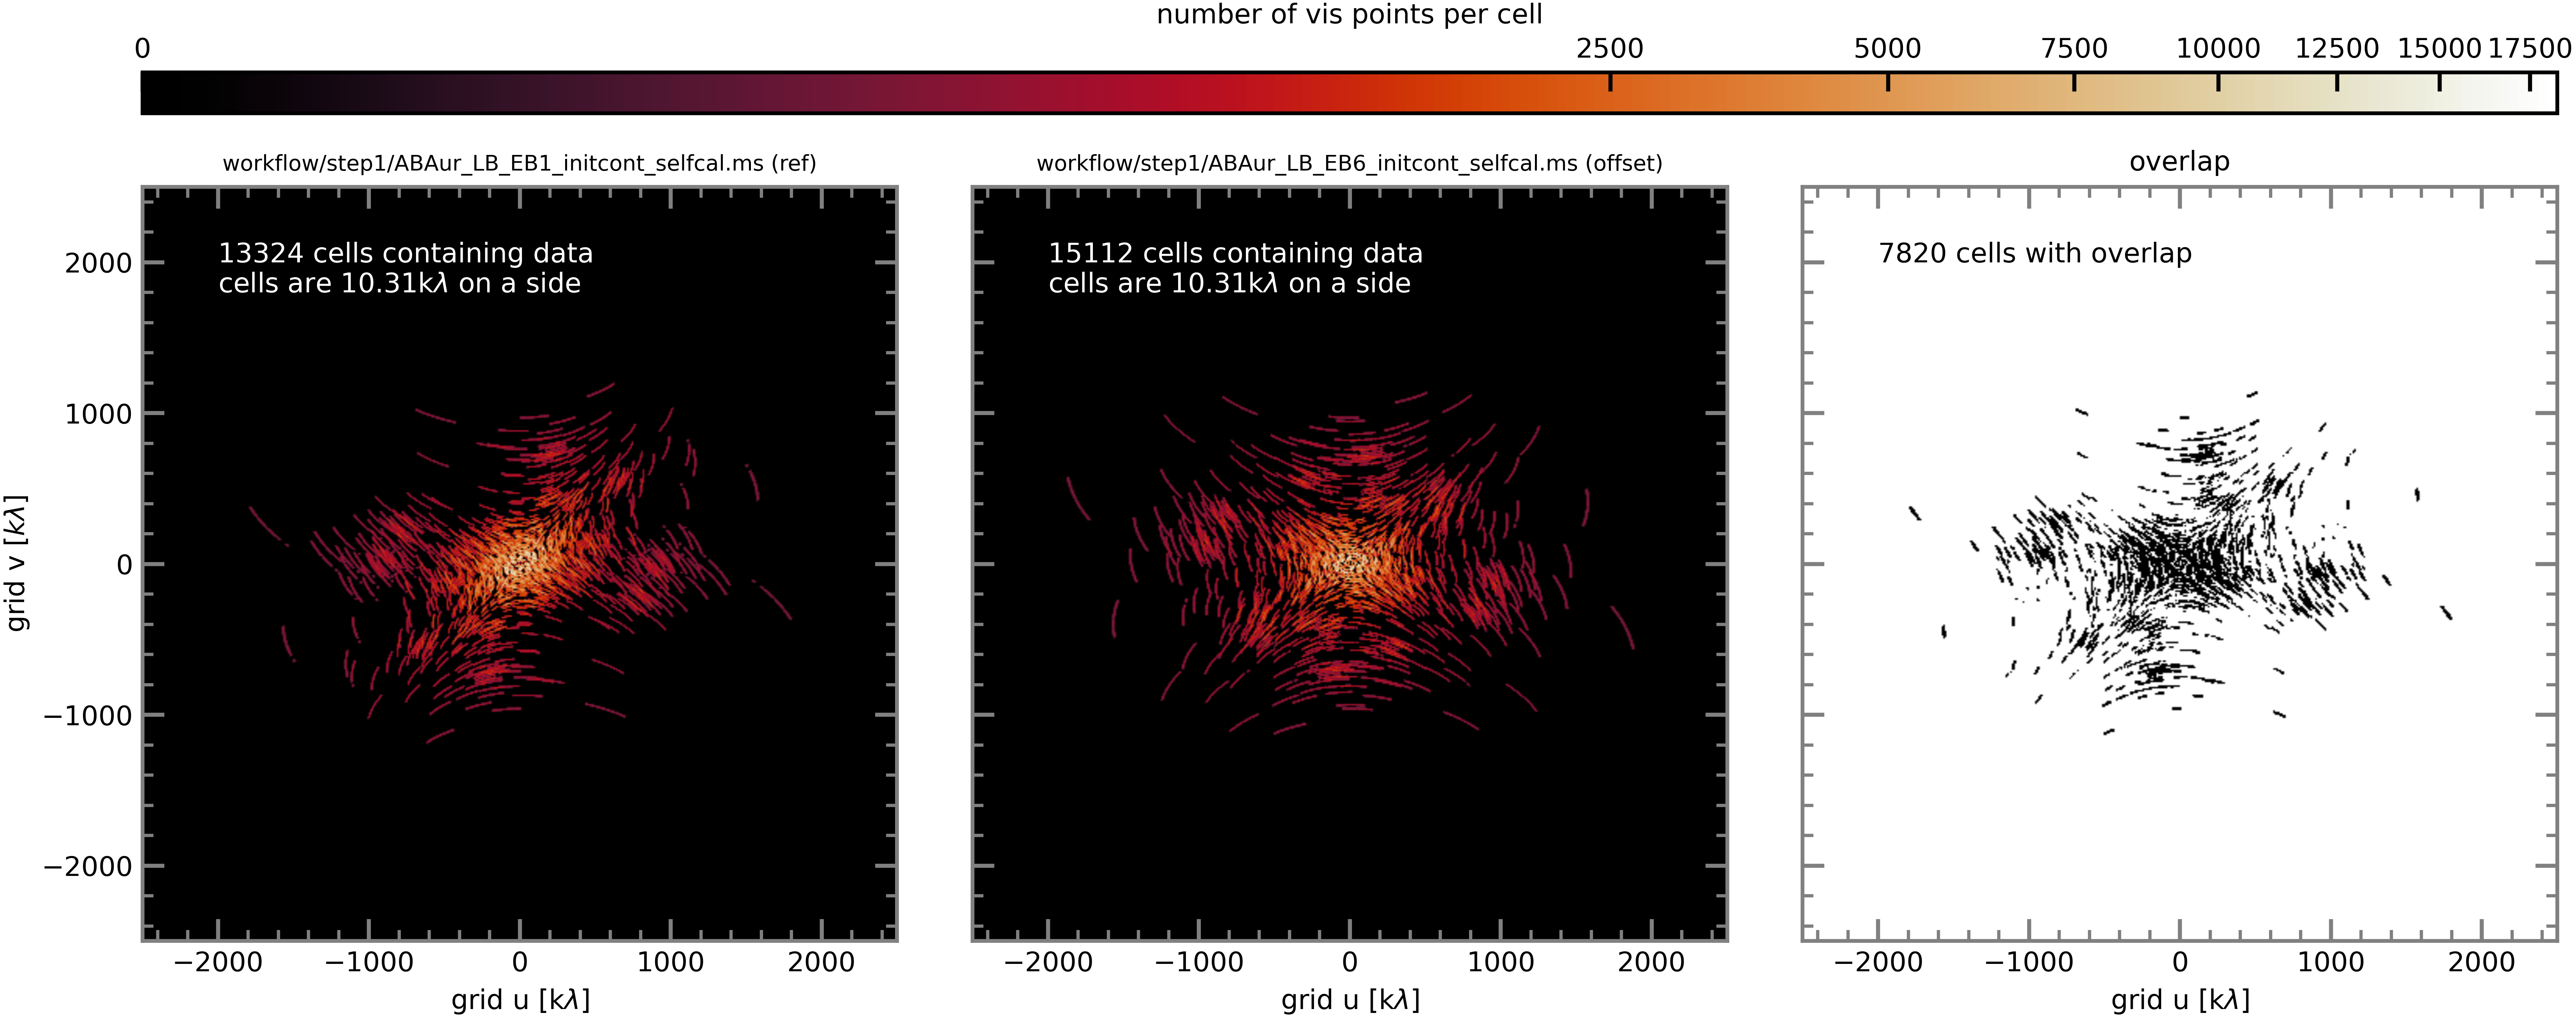 number of vis points per cell
0 2500 5000 7500 10000 12500 15000 17500
workflow/step1/ABAur_LB_EB1_initcont_selfcal.ms (ref)
13324 cells containing data
cells are 10.31kλ on a side
grid v [kλ]
2000
1000
0
−1000
−2000
−2000 −1000 0 1000 2000
grid u [kλ]
workflow/step1/ABAur_LB_EB6_initcont_selfcal.ms (offset)
15112 cells containing data
cells are 10.31kλ on a side
−2000 −1000 0 1000 2000
grid u [kλ]
overlap
7820 cells with overlap
−2000 −1000 0 1000 2000
grid u [kλ]